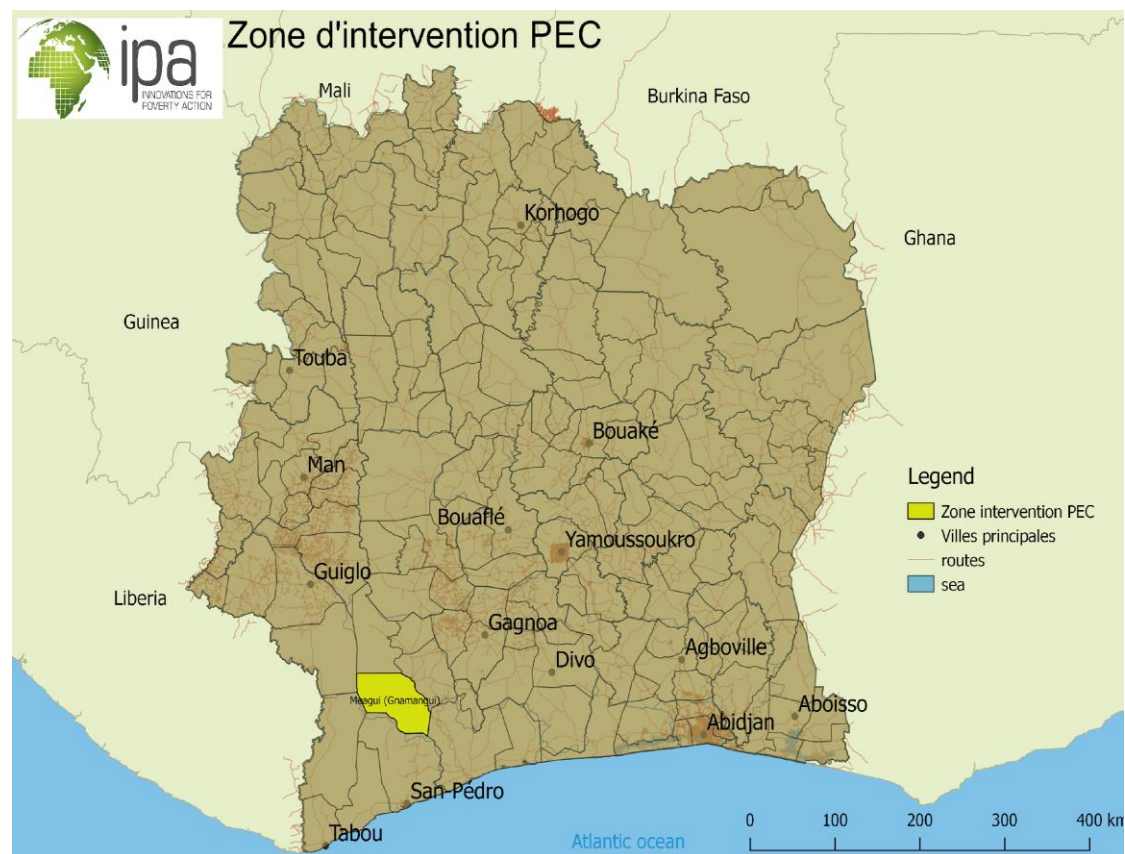 ipa
INNOVATIONS FOR
POVERTY ACTION
Zone d'intervention PEC
Mali
Burkina Faso
Korhogo
Ghana
Guinea
Touba
Bouaké
Man
Legend
Zone intervention PEC
Bouaflé
Villes principales
Yamoussoukro
routes
Guiglo
sea
Liberia
Gagnoa
Agboville
Divo
Meagui (Gnamangui)
Aboisso
Abidjan
San-Pédro
0 100 200 300 400 km
Tabou
Atlantic ocean